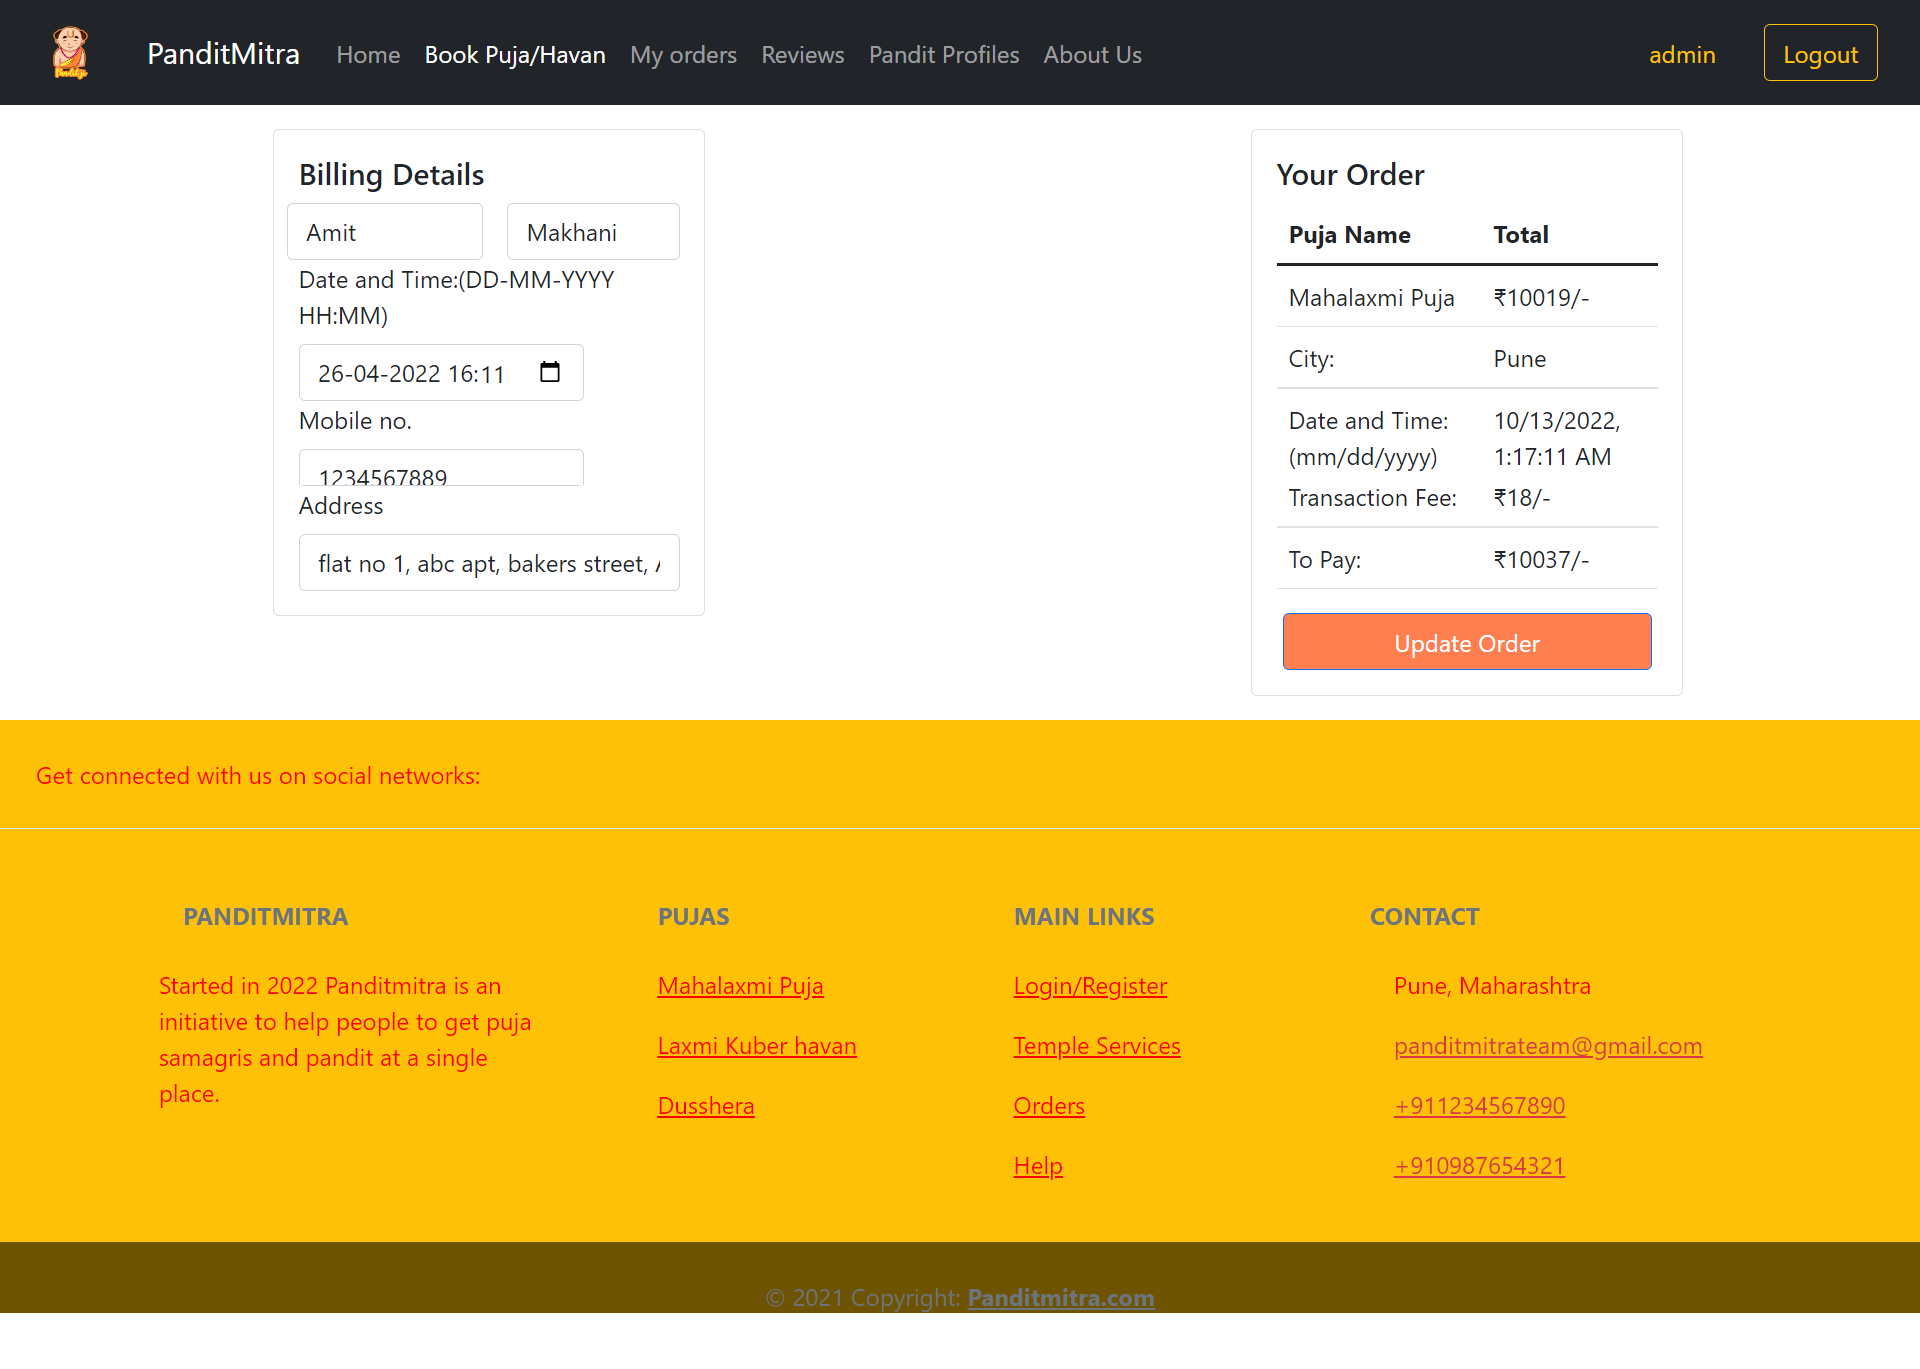 PanditMitra Home Book Puja/Havan My orders Reviews Pandit Profiles About Us admin Logout
Panditji
Billing Details
Amit Makhani
Date and Time:(DD-MM-YYYY
HH:MM)
26-04-2022 16:11
Mobile no.
1234567889
Address
flat no 1, abc apt, bakers street,
Your Order
Puja Name Total
Mahalaxmi Puja ₹10019/-
City: Pune
Date and Time: 10/13/2022,
(mm/dd/yyyy) 1:17:11 AM
Transaction Fee: ₹18/-
To Pay: ₹10037/-
Update Order
Get connected with us on social networks:
PANDITMITRA
Started in 2022 Panditmitra is an
initiative to help people to get puja
samagris and pandit at a single
place.
PUJAS
Mahalaxmi Puja
Laxmi Kuber havan
Dusshera
MAIN LINKS
Login/Register
Temple Services
Orders
Help
CONTACT
Pune, Maharashtra
panditmitrateam@gmail.com
+911234567890
+910987654321
© 2021 Copyright: Panditmitra.com